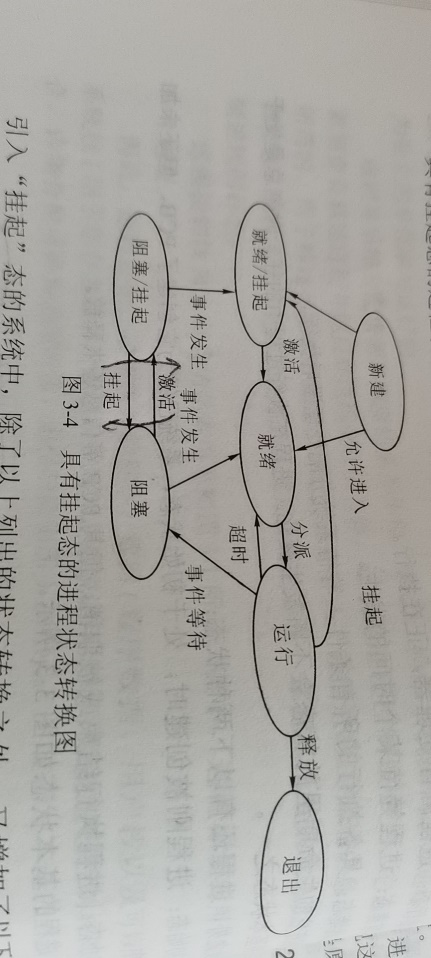 新建
允许进入
挂起
就绪/挂起
激活
就绪
分派
超时
运行
释放
退出
事件发生
事件发生
事件等待
阻塞/挂起
激活
挂起
阻塞
图 3-4 具有挂起态的进程状态转换图
引入“挂起”态的系统中，除了以上列出的状态转换之外，又增加了以下